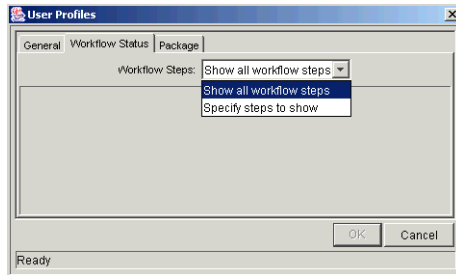 User Profiles
General Workflow Status Package
Workflow Steps: Show all workflow steps
Show all workflow steps
Specify steps to show
OK Cancel
Ready